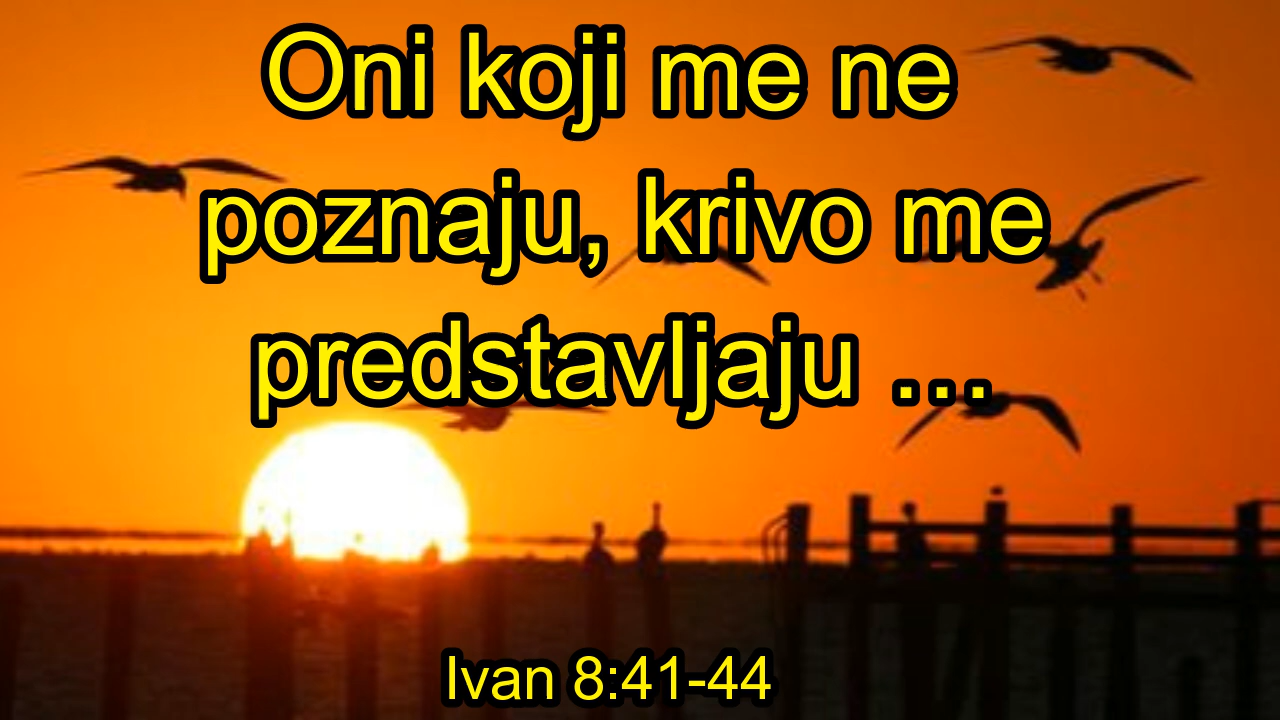 Oni koji me ne
poznaju, krivo me
predstavljaju ...
Ivan 8:41-44